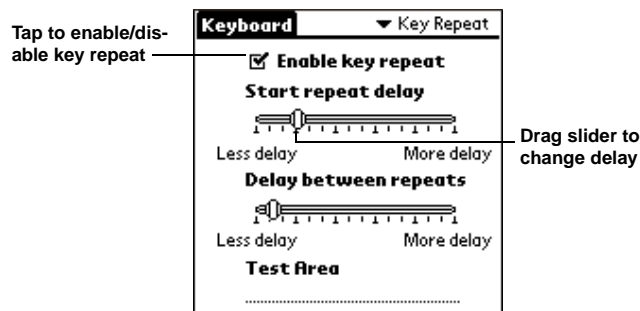 Tap to enable/dis-
able key repeat
Keyboard
Key Repeat
Enable key repeat
Start repeat delay
Less delay More delay
Drag slider to
change delay
Delay between repeats
Less delay More delay
Test Area